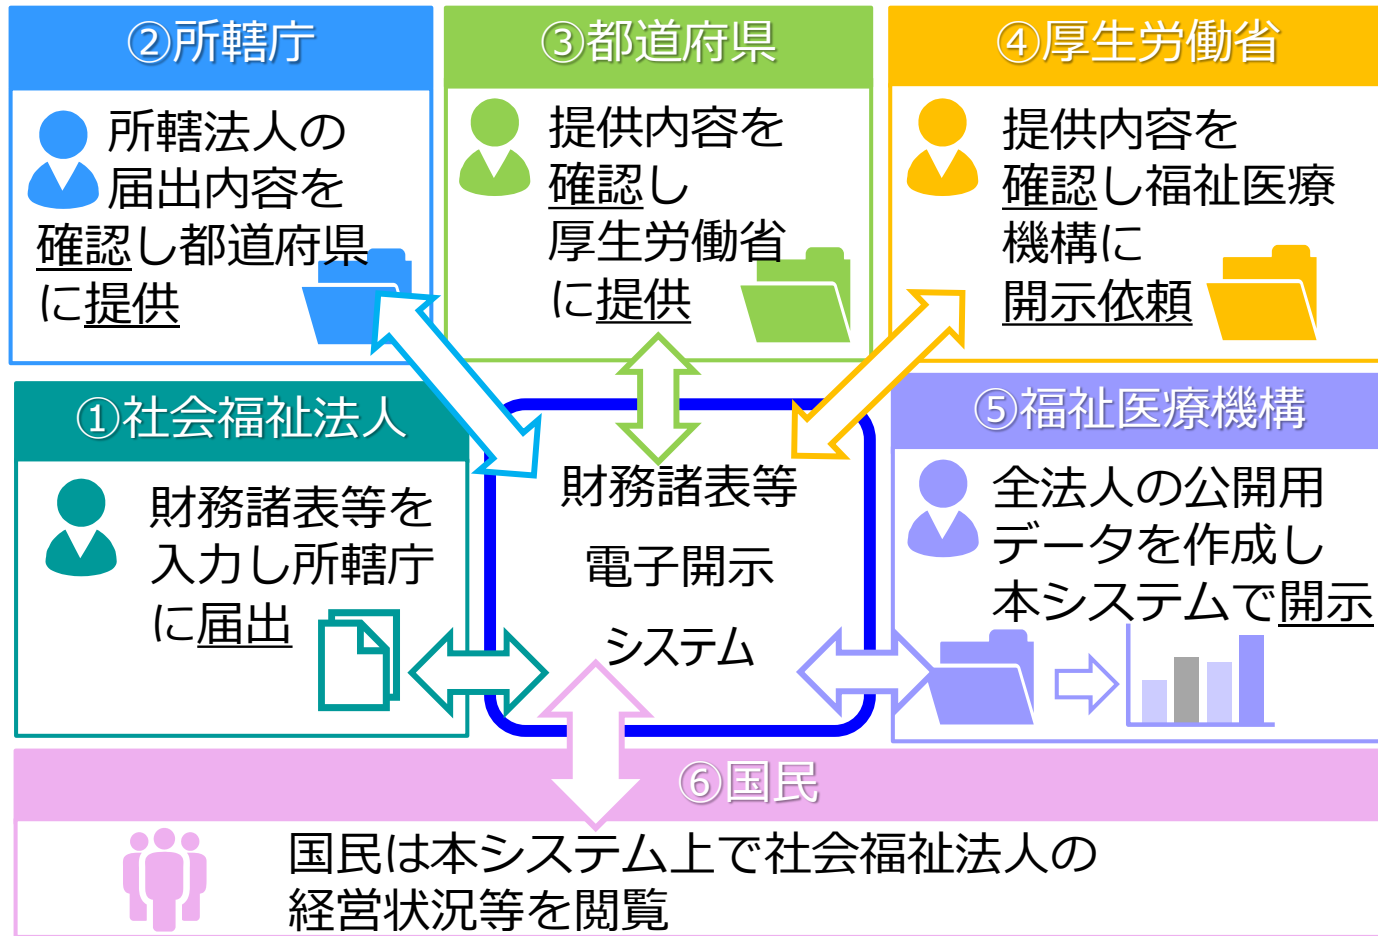 ②所轄庁
所轄法人の
届出内容を
確認し都道府県
に提供
③都道府県
提供内容を
確認し
厚生労働省
に提供
④厚生労働省
提供内容を
確認し福祉医療
機構に
開示依頼
①社会福祉法人
財務諸表等を
入力し所轄庁
に届出
財務諸表等
電子開示
システム
⑤福祉医療機構
全法人の公開用
データを作成し
本システムで開示
⑥国民
国民は本システム上で社会福祉法人の
経営状況等を閲覧